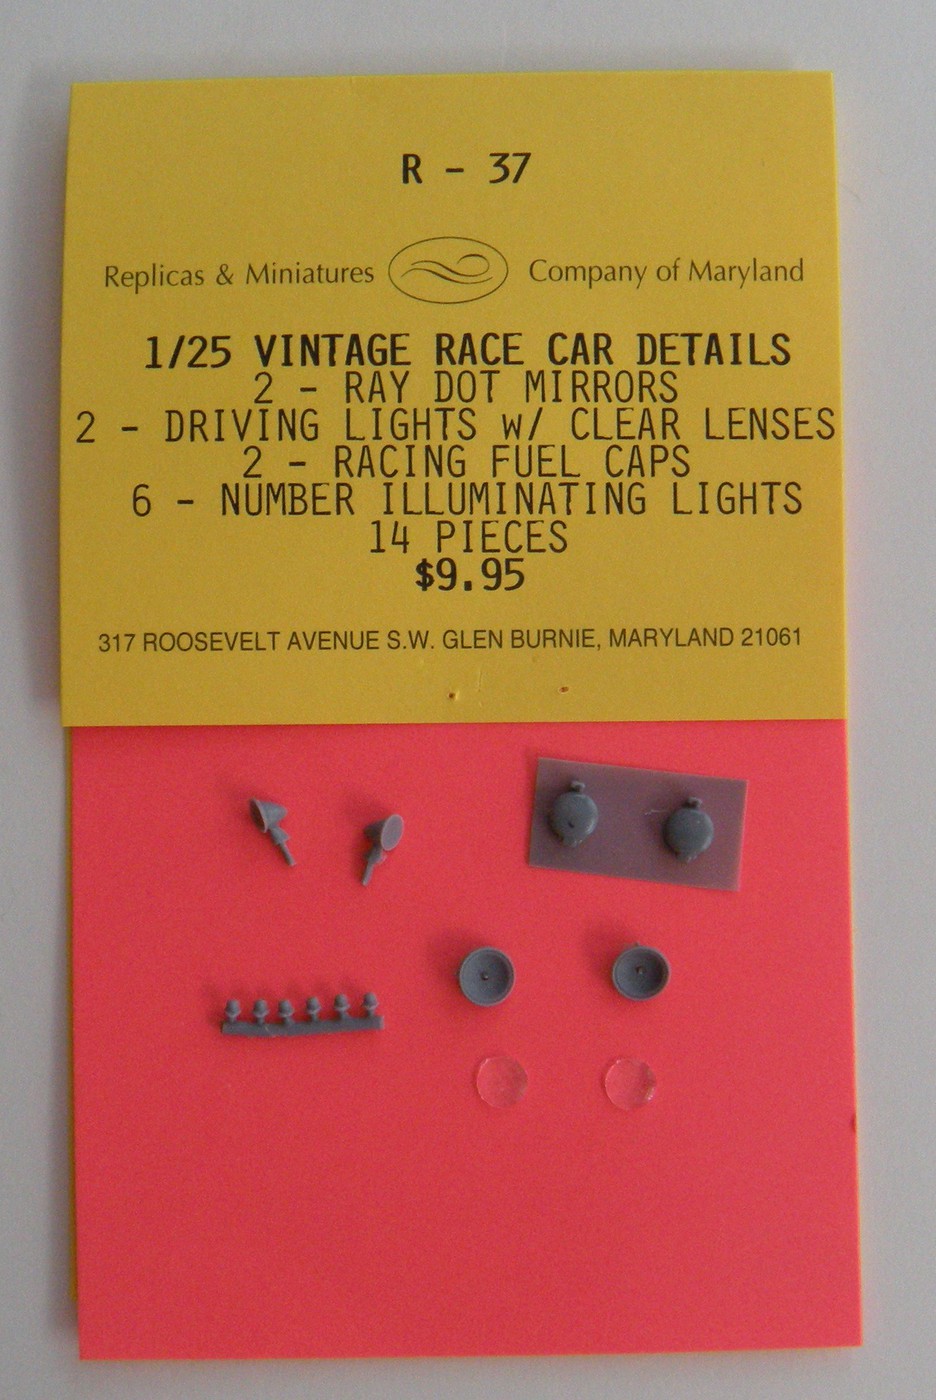 R - 37
Replicas & Miniatures Company of Maryland
1/25 VINTAGE RACE CAR DETAILS
2 - RAY DOT MIRRORS
2 - DRIVING LIGHTS w/ CLEAR LENSES
2 - RACING FUEL CAPS
6 - NUMBER ILLUMINATING LIGHTS
14 PIECES
$9.95
317 ROOSEVELT AVENUE S.W. GLEN BURNIE, MARYLAND 21061